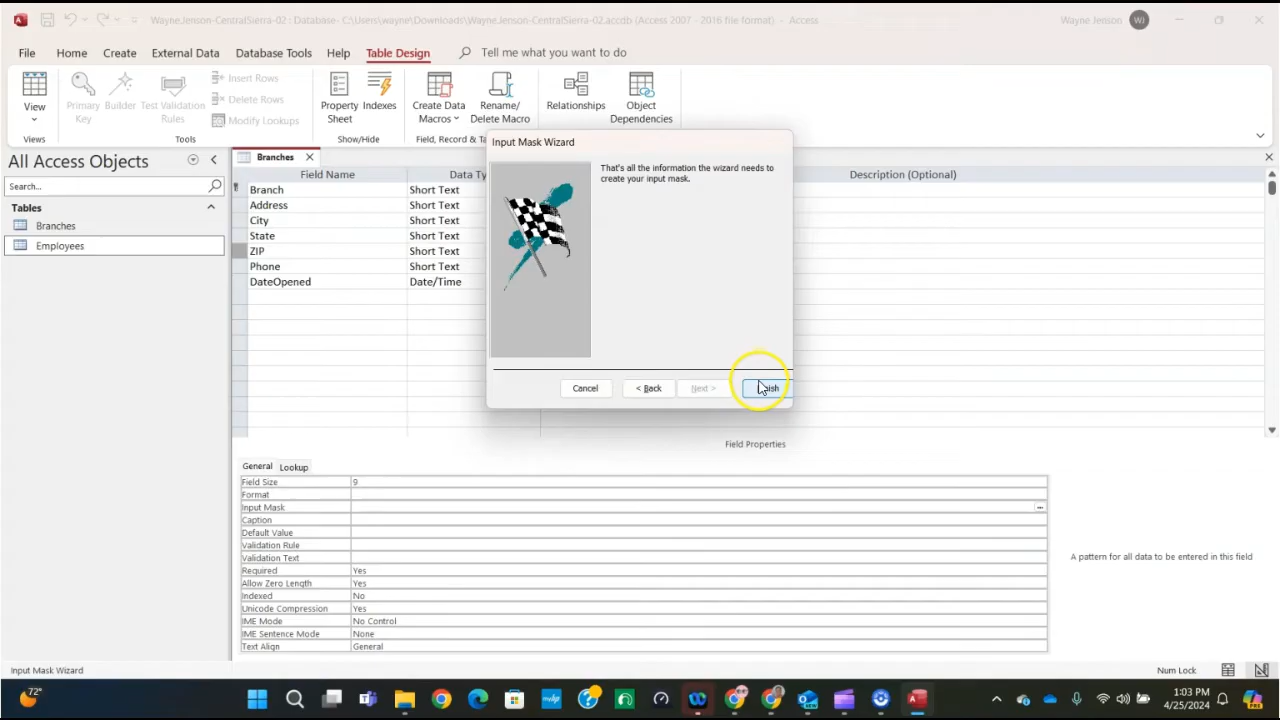 WayneJenson-CentralSierra-02 : Database- C:\Users\wayne\Downloads\WayneJenson-CentralSierra-02.accdb (Access 2007 - 2016 file format) - Access
Wayne Jenson WJ
File Home Create External Data Database Tools Help Table Design Tell me what you want to do
View
Views
Primary Key
Builder
Test Validation Rules
Insert Rows
Delete Rows
Modify Lookups
Tools
Property Sheet
Indexes
Show/Hide
Create Data Macros
Rename/ Delete Macro
Field, Record & Ta
Relationships
Object Dependencies
All Access Objects
Search...
Tables
Branches
Employees
Branches
Field Name Data Ty Description (Optional)
Branch Short Text
Address Short Text
City Short Text
State Short Text
ZIP Short Text
Phone Short Text
DateOpened Date/Time
Input Mask Wizard
That's all the information the wizard needs to
create your input mask.
Cancel < Back Next > ish
Field Properties
General Lookup
Field Size 9
Format
Input Mask ...
Caption
Default Value
Validation Rule
Validation Text
Required Yes
Allow Zero Length Yes
Indexed No
Unicode Compression Yes
IME Mode No Control
IME Sentence Mode None
Text Align General
A pattern for all data to be entered in this field
Input Mask Wizard
Num Lock
72°
1:03 PM
4/25/2024